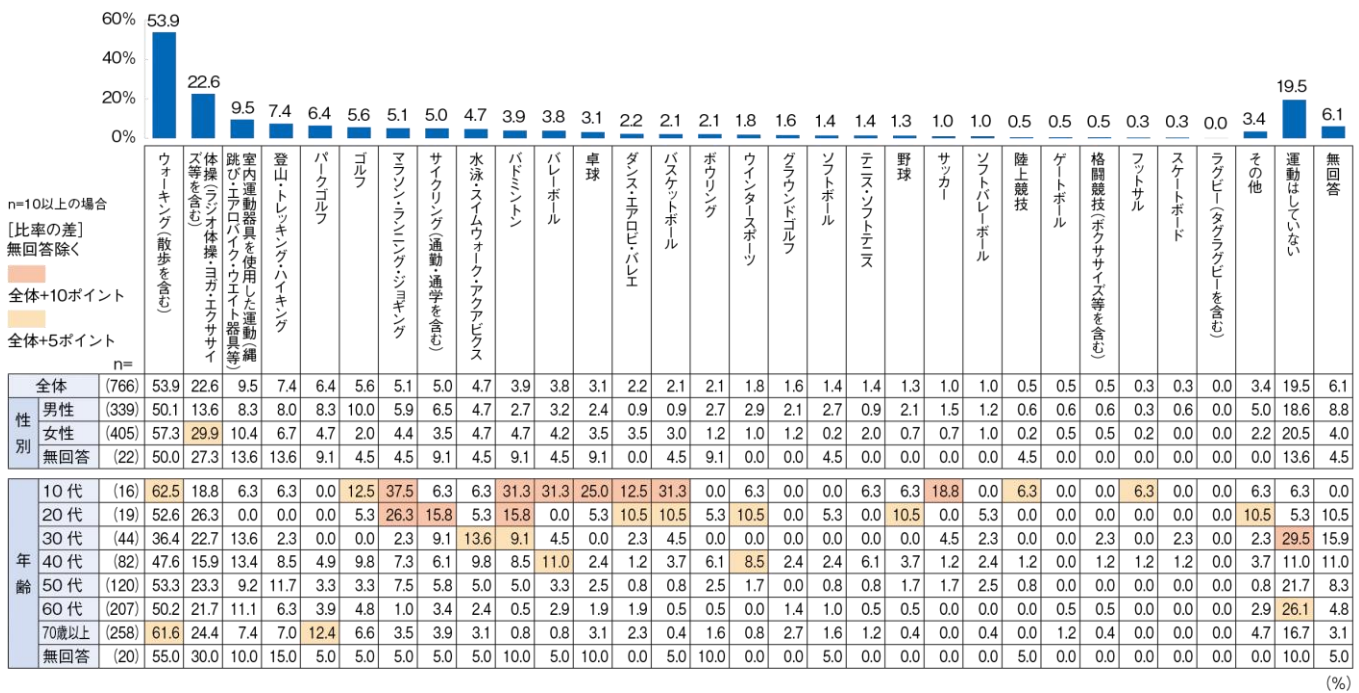 60%
40%
20%
0%
53.9
22.6
9.5
7.4
6.4
5.6
5.1
5.0
4.7
3.9
3.8
3.1
2.2
2.1
2.1
1.8
1.6
1.4
1.4
1.3
1.0
1.0
0.5
0.5
0.5
0.3
0.3
0.0
3.4
19.5
6.1
n=10以上の場合
[比率の差]
無回答除く
全体+10ポイント
全体+5ポイント
n=
ウォーキング(散歩を含む)
体操(ラジオ体操・ヨガ・エクササイ
ズ等を含む)
室内運動器具を使用した運動(縄
跳び・エアロバイク・ウエイト器具等)
登山・トレッキング・ハイキング
パークゴルフ
ゴルフ
マラソン・ランニング・ジョギング
サイクリング(通勤・通学を含む)
水泳・スイムウォーク・アクアビクス
バドミントン
バレーボール
卓球
ダンス・エアロビ・バレエ
バスケットボール
ボウリング
ウインタースポーツ
グラウンドゴルフ
ソフトボール
テニス・ソフトテニス
野球
サッカー
ソフトバレーボール
陸上競技
ゲートボール
格闘競技(ボクササイズ等を含む)
フットサル
スケートボード
ラグビー(タグラグビーを含む)
その他
運動はしていない
無回答
全体 (766) 53.9 22.6 9.5 7.4 6.4 5.6 5.1 5.0 4.7 3.9 3.8 3.1 2.2 2.1 2.1 1.8 1.6 1.4 1.4 1.3 1.0 1.0 0.5 0.5 0.5 0.3 0.3 0.0 3.4 19.5 6.1
性別
男性 (339) 50.1 13.6 8.3 8.0 8.3 10.0 5.9 6.5 4.7 2.7 3.2 2.4 0.9 0.9 2.7 2.9 2.1 2.7 0.9 2.1 1.5 1.2 0.6 0.6 0.6 0.3 0.6 0.0 5.0 18.6 8.8
女性 (405) 57.3 29.9 10.4 6.7 4.7 2.0 4.4 3.5 4.7 4.7 4.2 3.5 3.5 3.0 1.2 1.0 1.2 0.2 2.0 0.7 0.7 1.0 0.2 0.5 0.5 0.2 0.0 0.0 2.2 20.5 4.0
無回答 (22) 50.0 27.3 13.6 13.6 9.1 4.5 4.5 9.1 4.5 9.1 4.5 9.1 0.0 4.5 9.1 0.0 0.0 4.5 0.0 0.0 0.0 0.0 4.5 0.0 0.0 0.0 0.0 0.0 0.0 13.6 4.5
年齢
10代 (16) 62.5 18.8 6.3 6.3 0.0 12.5 37.5 6.3 6.3 31.3 31.3 25.0 12.5 31.3 0.0 6.3 0.0 0.0 6.3 6.3 18.8 0.0 6.3 0.0 0.0 6.3 0.0 0.0 6.3 6.3 0.0
20代 (19) 52.6 26.3 0.0 0.0 0.0 5.3 26.3 15.8 5.3 15.8 0.0 5.3 10.5 10.5 5.3 10.5 0.0 5.3 0.0 10.5 0.0 5.3 0.0 0.0 0.0 0.0 0.0 0.0 10.5 5.3 10.5
30代 (44) 36.4 22.7 13.6 2.3 0.0 0.0 2.3 9.1 13.6 9.1 4.5 0.0 2.3 4.5 0.0 0.0 0.0 0.0 0.0 0.0 4.5 2.3 0.0 0.0 2.3 0.0 2.3 0.0 2.3 29.5 15.9
40代 (82) 47.6 15.9 13.4 8.5 4.9 9.8 7.3 6.1 9.8 8.5 11.0 2.4 1.2 3.7 6.1 8.5 2.4 2.4 6.1 3.7 1.2 2.4 1.2 0.0 1.2 1.2 1.2 0.0 3.7 11.0 11.0
50代 (120) 53.3 23.3 9.2 11.7 3.3 3.3 7.5 5.8 5.0 5.0 3.3 2.5 0.8 0.8 2.5 1.7 0.0 0.8 0.8 1.7 1.7 2.5 0.8 0.0 0.0 0.0 0.0 0.0 0.8 21.7 8.3
60代 (207) 50.2 21.7 11.1 6.3 3.9 4.8 1.0 3.4 2.4 0.5 2.9 1.9 1.9 0.5 0.5 0.0 1.4 1.0 0.5 0.5 0.0 0.0 0.0 0.5 0.5 0.0 0.0 0.0 2.9 26.1 4.8
70歳以上 (258) 61.6 24.4 7.4 7.0 12.4 6.6 3.5 3.9 3.1 0.8 0.8 3.1 2.3 0.4 1.6 0.8 2.7 1.6 1.2 0.4 0.0 0.4 0.0 1.2 0.4 0.0 0.0 0.0 4.7 16.7 3.1
無回答 (20) 55.0 30.0 10.0 15.0 5.0 5.0 5.0 5.0 5.0 10.0 5.0 10.0 0.0 5.0 10.0 0.0 0.0 5.0 0.0 0.0 0.0 0.0 5.0 0.0 0.0 0.0 0.0 0.0 0.0 10.0 5.0
(%)